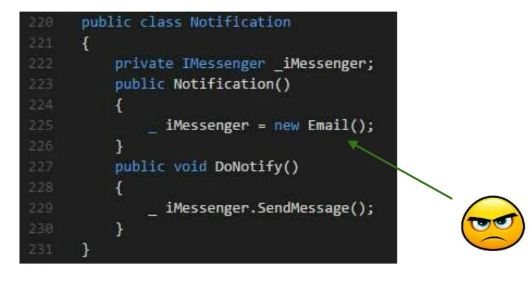 220 public class Notification
221 {
222 private IMessenger _iMessenger;
223 public Notification()
224 {
225 _ iMessenger = new Email();
226 }
227 public void DoNotify()
228 {
229 _ iMessenger.SendMessage();
230 }
231 }